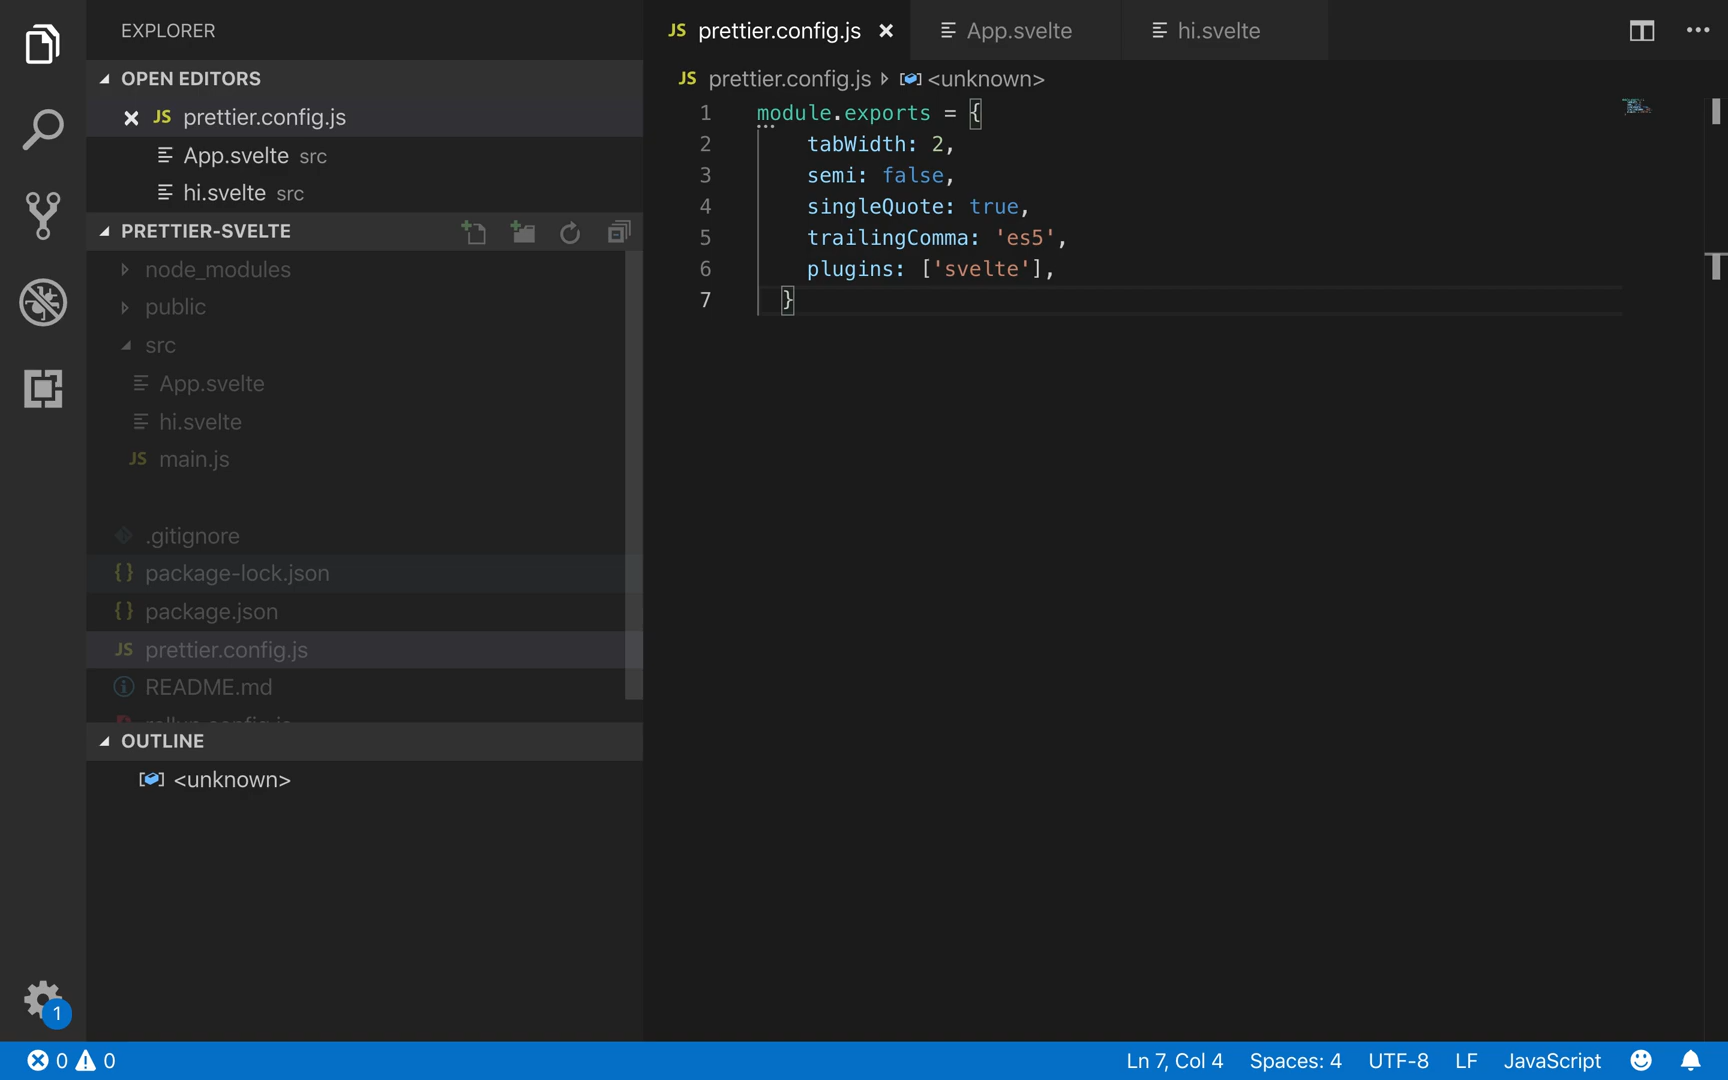 EXPLORER
OPEN EDITORS
JS prettier.config.js
App.svelte src
hi.svelte src
PRETTIER-SVELTE
node_modules
public
src
App.svelte
hi.svelte
JS main.js
.gitignore
{} package-lock.json
{} package.json
JS prettier.config.js
README.md
OUTLINE
<unknown>
1
JS prettier.config.js App.svelte hi.svelte
JS prettier.config.js <unknown>
1 module.exports = {
2 tabWidth: 2,
3 semi: false,
4 singleQuote: true,
5 trailingComma: 'es5',
6 plugins: ['svelte'],
7 }
0 0 Ln 7, Col 4 Spaces: 4 UTF-8 LF JavaScript